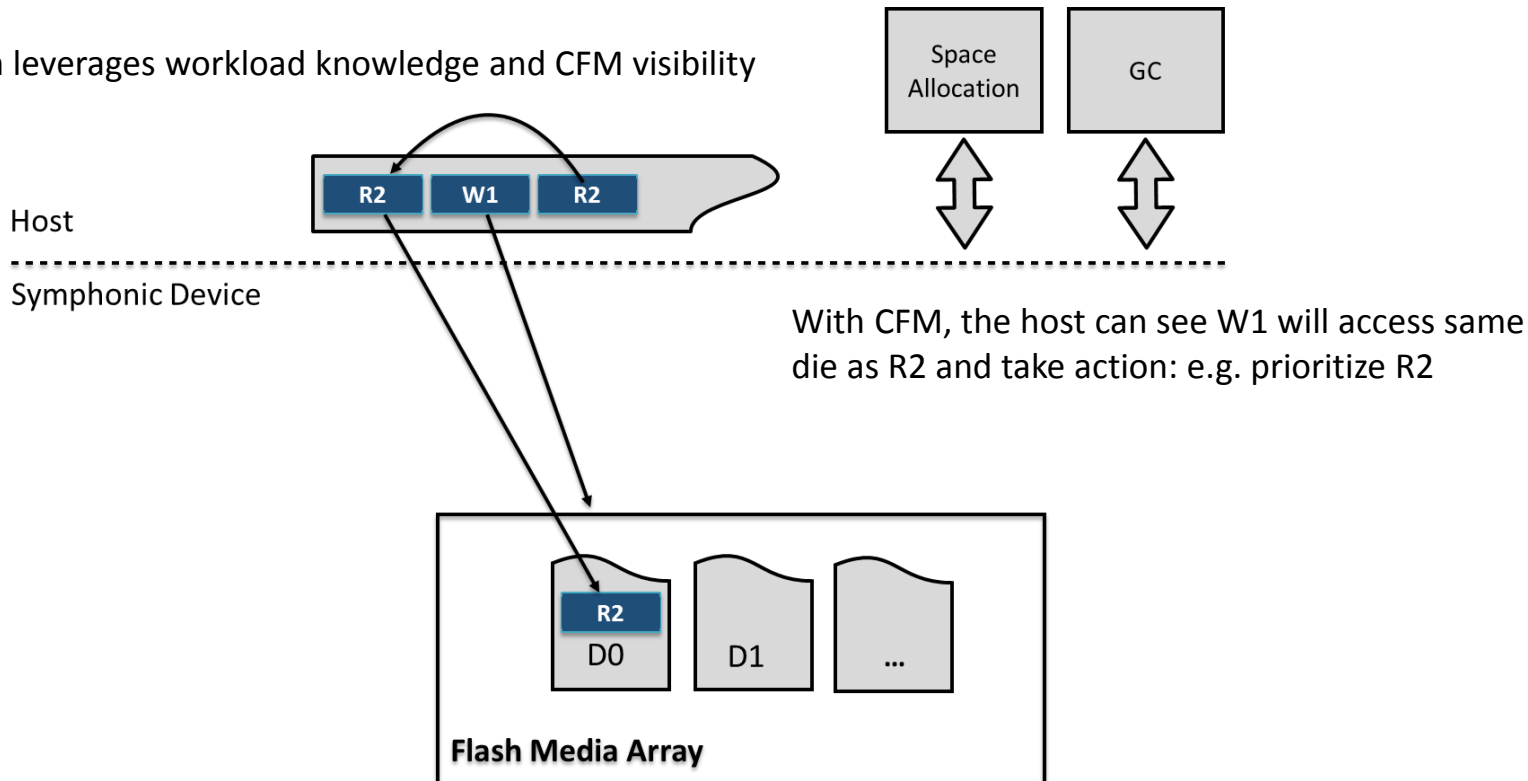 leverages workload knowledge and CFM visibility
Space
Allocation
GC
R2 W1 R2
Host
Symphonic Device
With CFM, the host can see W1 will access same
die as R2 and take action: e.g. prioritize R2
R2
D0 D1 ...
Flash Media Array